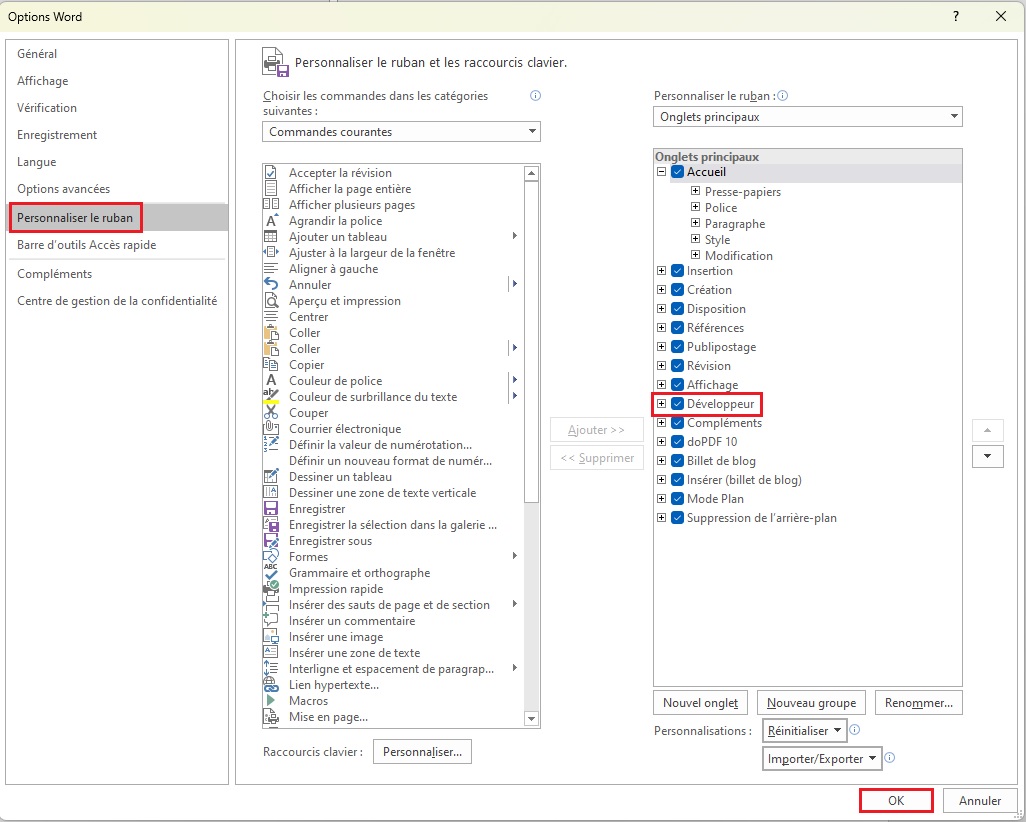 Options Word
?
Général
Affichage
Vérification
Enregistrement
Langue
Options avancées
Personnaliser le ruban
Barre d'outils Accès rapide
Compléments
Centre de gestion de la confidentialité
Personnaliser le ruban et les raccourcis clavier.
Choisir les commandes dans les catégories
suivantes :
Commandes courantes
Accepter la révision
Afficher la page entière
Afficher plusieurs pages
Agrandir la police
Ajouter un tableau
Ajuster à la largeur de la fenêtre
Aligner à gauche
Annuler
Aperçu et impression
Centrer
Coller
Coller
Copier
Couleur de police
Couleur de surbrillance du texte
Couper
Courrier électronique
Définir la valeur de numérotation...
Définir un nouveau format de numér...
Dessiner un tableau
Dessiner une zone de texte verticale
Enregistrer
Enregistrer la sélection dans la galerie ...
Enregistrer sous
Formes
Grammaire et orthographe
Impression rapide
Insérer des sauts de page et de section
Insérer un commentaire
Insérer une image
Insérer une zone de texte
Interligne et espacement de paragrap...
Lien hypertexte...
Macros
Mise en page...
Raccourcis clavier :
Personnaliser...
Ajouter >>
<< Supprimer
Personnaliser le ruban :
Onglets principaux
Onglets principaux
Accueil
Presse-papiers
Police
Paragraphe
Style
Modification
Insertion
Création
Disposition
Références
Publipostage
Révision
Affichage
Développeur
Compléments
doPDF 10
Billet de blog
Insérer (billet de blog)
Mode Plan
Suppression de l'arrière-plan
Nouvel onglet
Nouveau groupe
Renommer...
Personnalisations :
Réinitialiser
Importer/Exporter
OK
Annuler